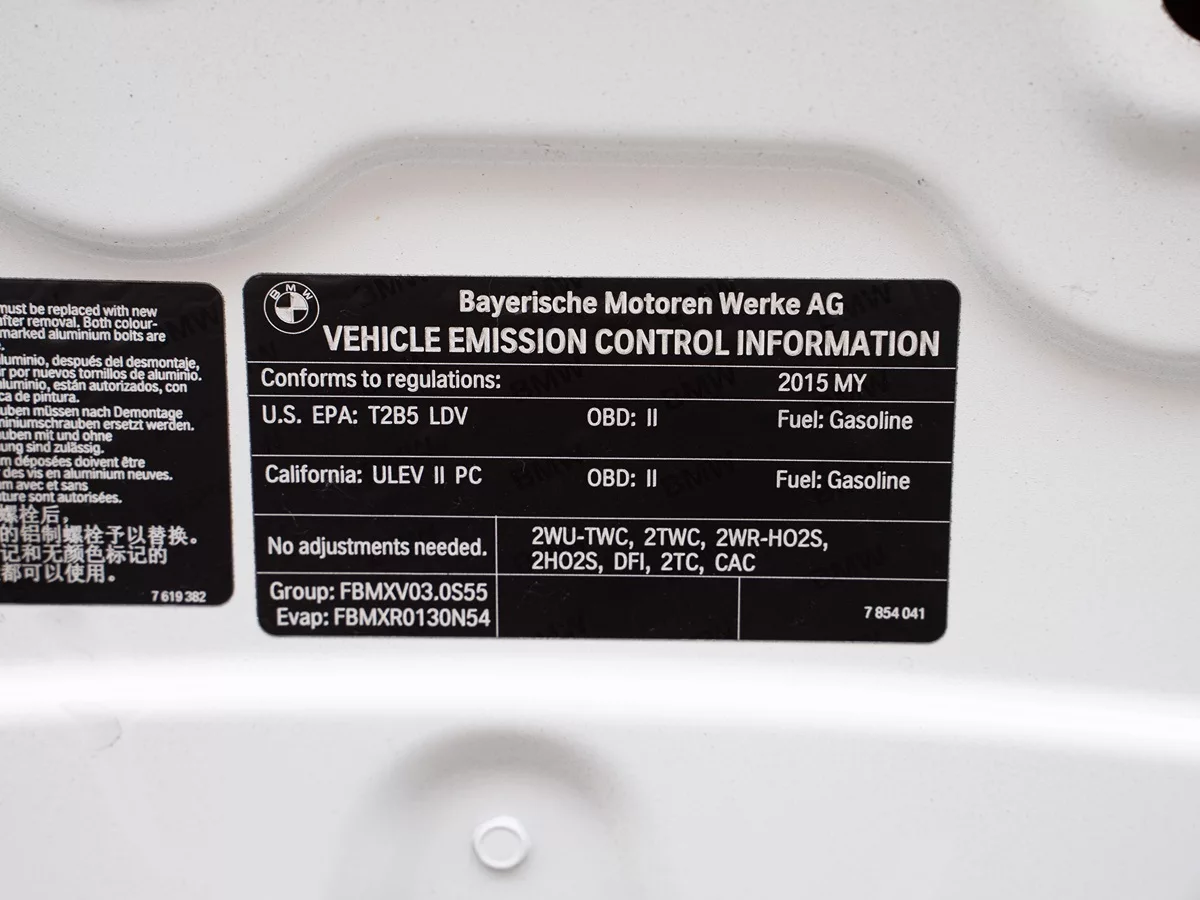 must be replaced with new
after removal. Both colour-
marked aluminium bolts are
luminio, después del desmontaje,
ir por nuevos tornillos de aluminio.
aluminio, están autorizados, con
ca de pintura.
uben müssen nach Demontage
miniumschrauben ersetzt werden.
uben mit und ohne
ung sind zulässig.
m déposées doivent être
des vis en aluminium neuves.
m avec et sans
ture sont autorisées.
螺栓后，
的铝制螺栓予以替换。
记和无颜色标记的
都可以使用。
7 619 382
BMW
Bayerische Motoren Werke AG
VEHICLE EMISSION CONTROL INFORMATION
Conforms to regulations: 2015 MY
U.S. EPA: T2B5 LDV OBD: II Fuel: Gasoline
California: ULEV II PC OBD: II Fuel: Gasoline
No adjustments needed.
2WU-TWC, 2TWC, 2WR-HO2S,
2HO2S, DFI, 2TC, CAC
Group: FBMXV03.0S55
Evap: FBMXR0130N54
7 854 041